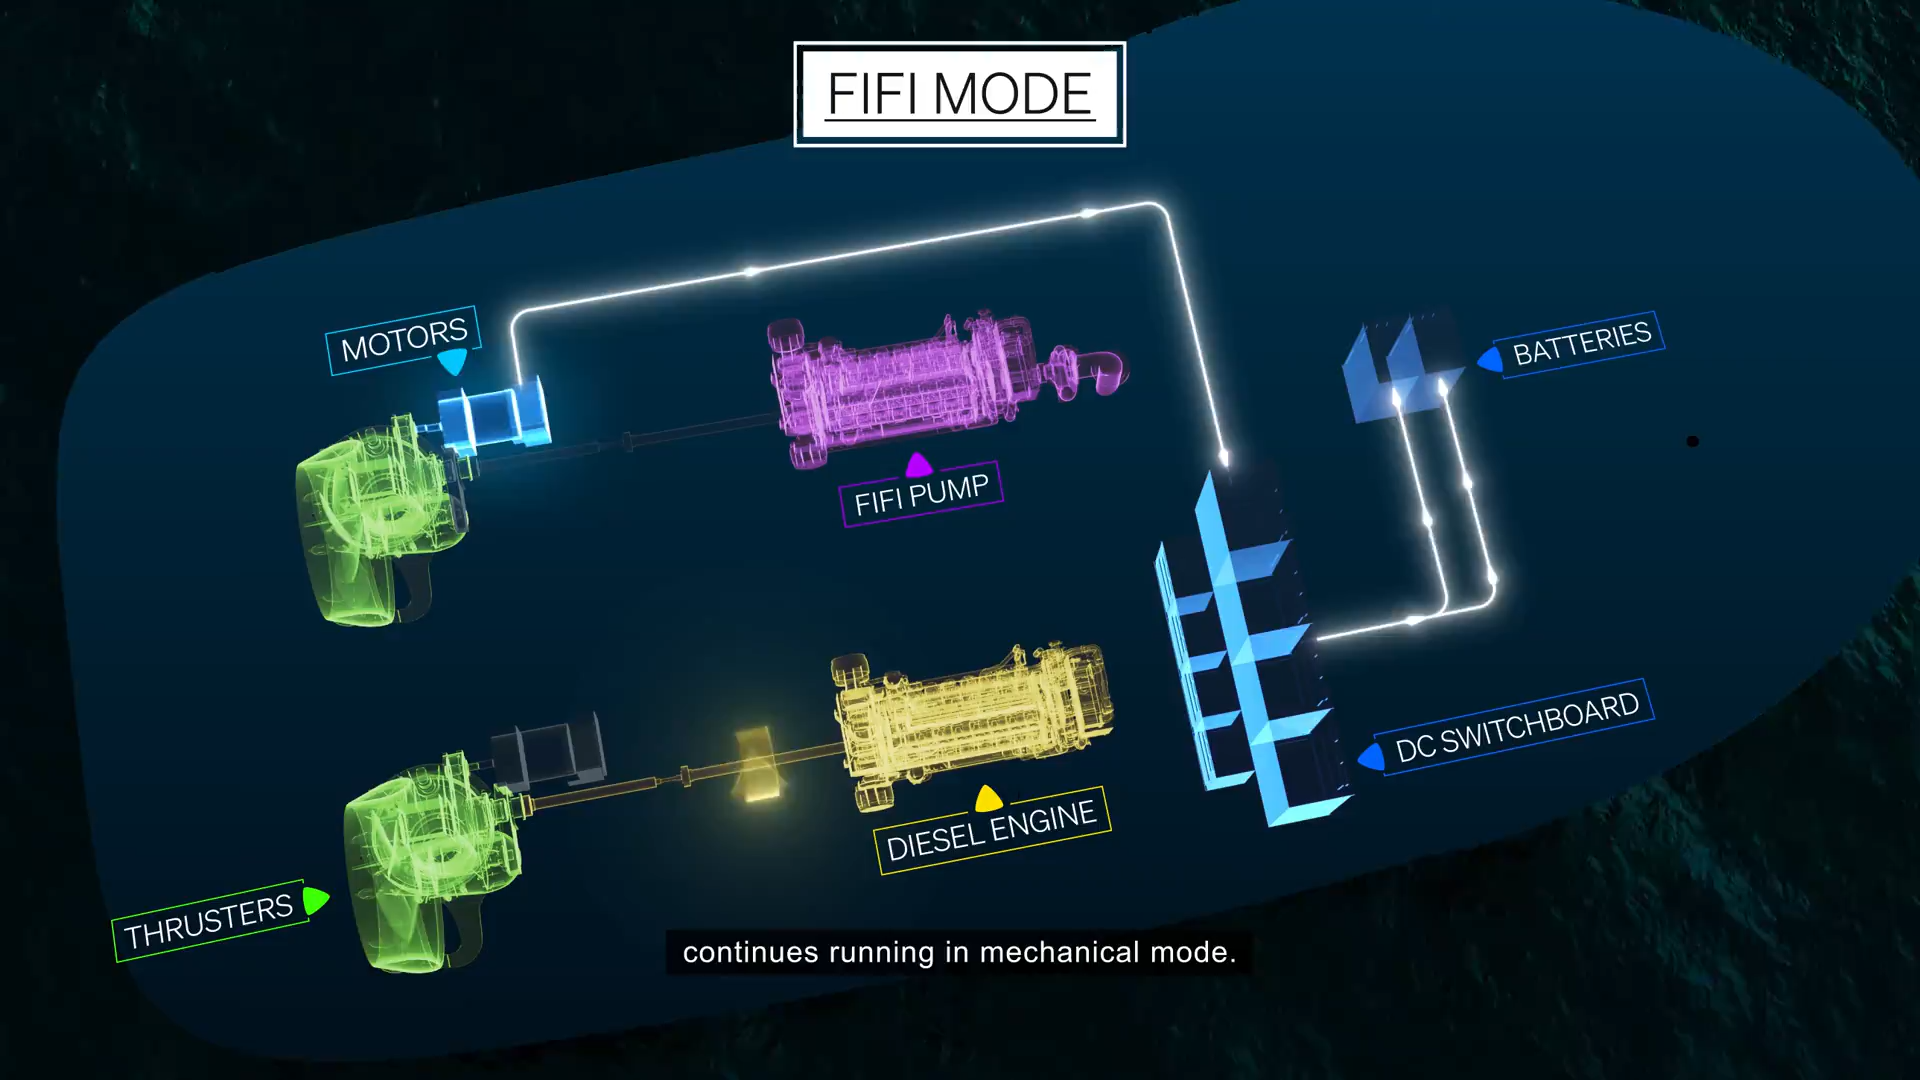 FIFI MODE
MOTORS
BATTERIES
FIFI PUMP
DC SWITCHBOARD
DIESEL ENGINE
THRUSTERS
continues running in mechanical mode.